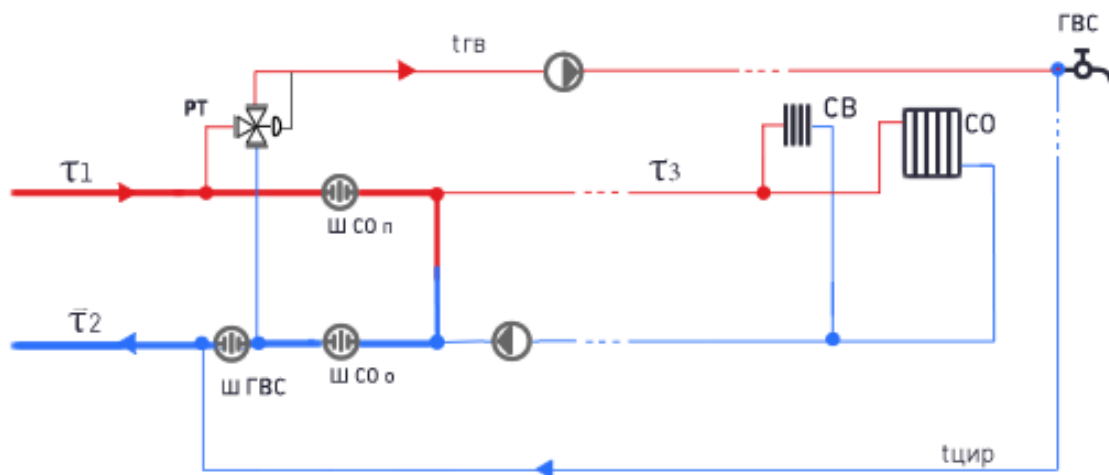 ГВС
tгв
РТ
СВ
СО
τ1
τ3
Ш СО п
τ2
Ш ГВС
Ш СО о
tцир